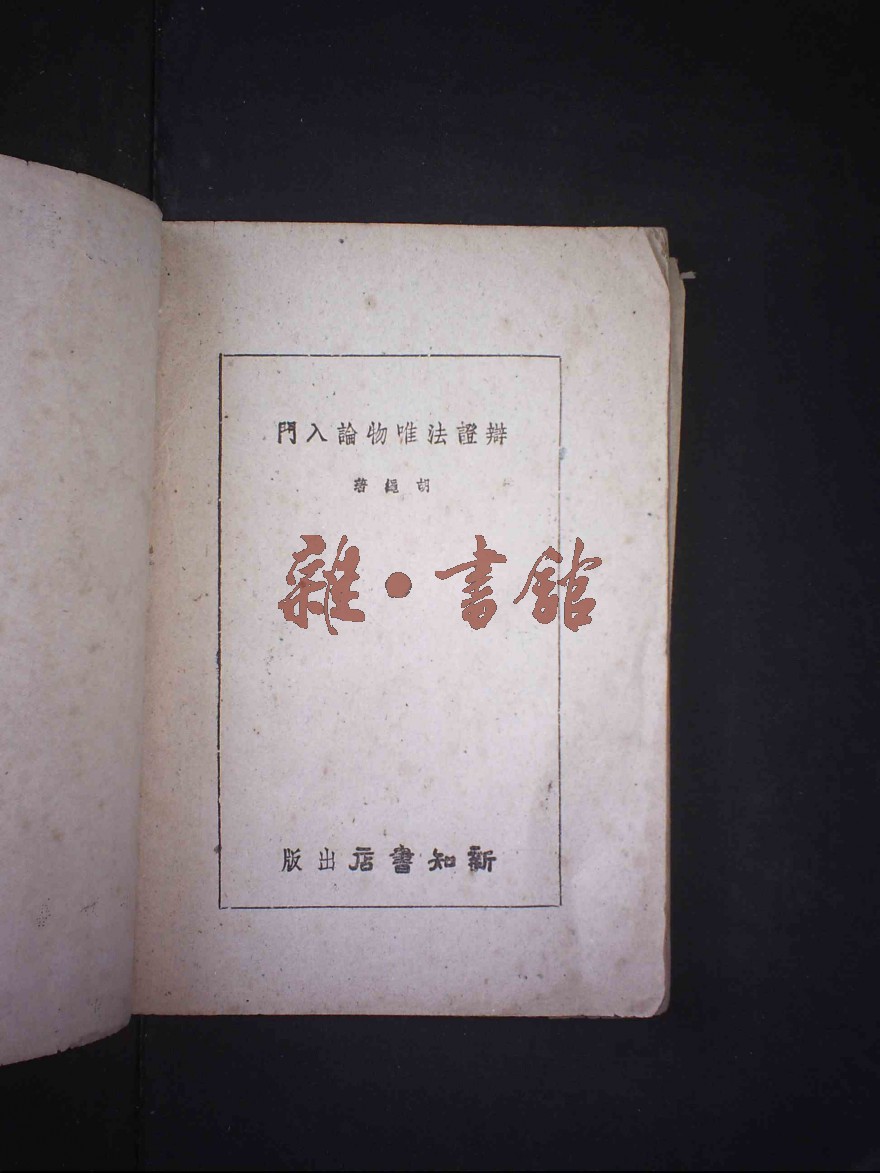 辯證法唯物論入門
胡繩著
雜·書館
新知書店出版